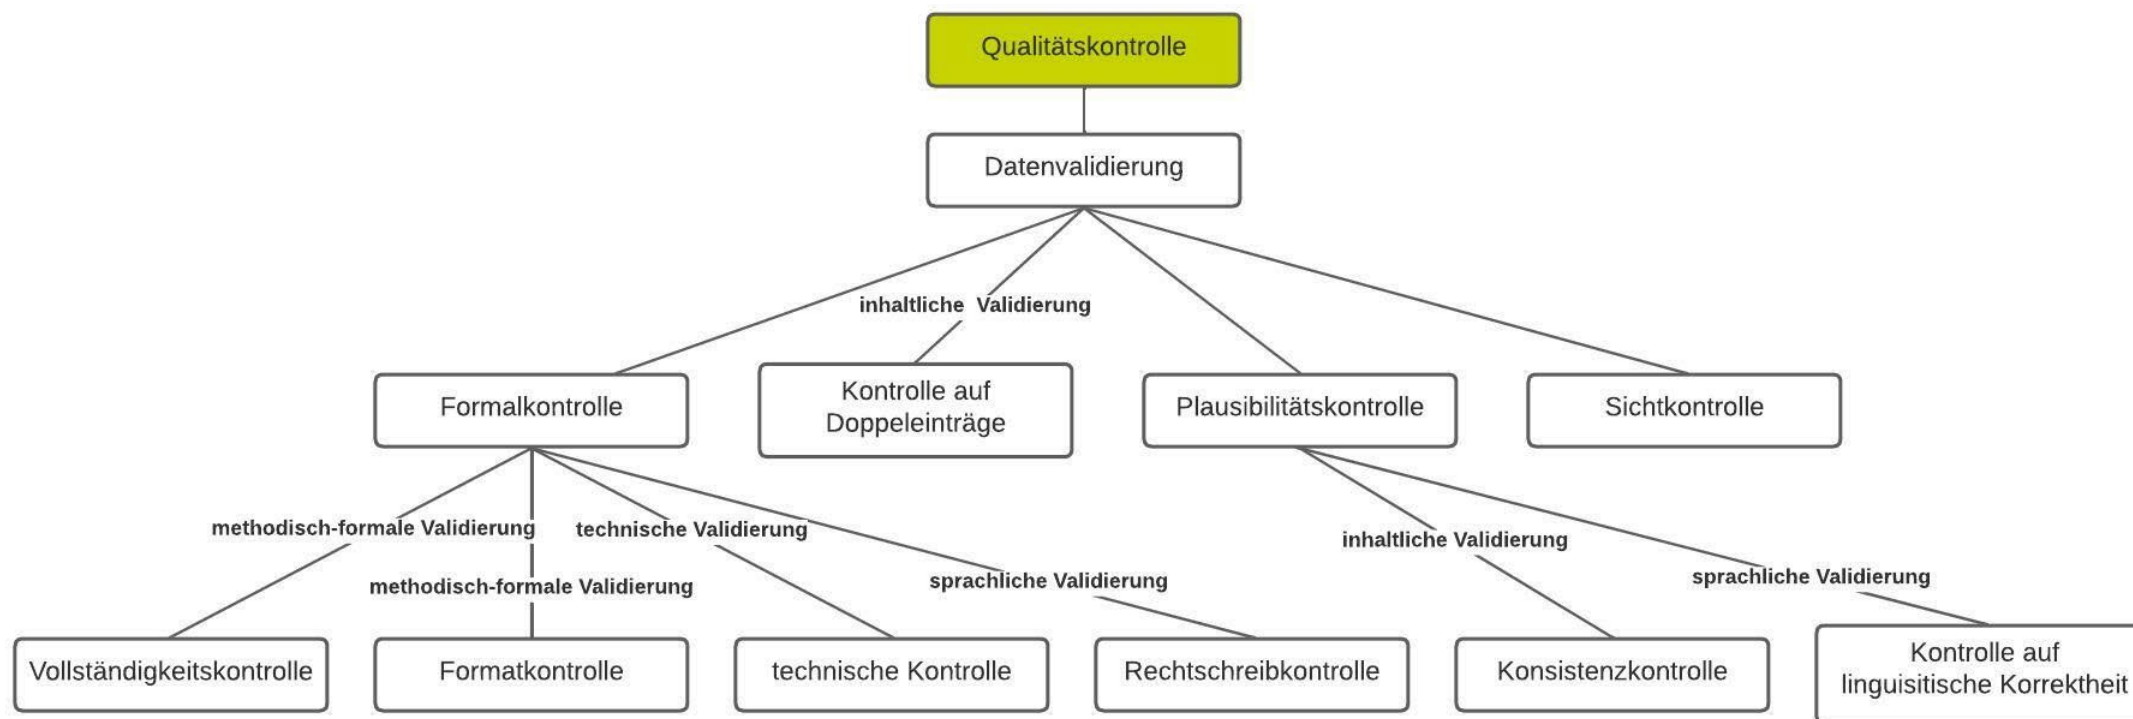 Qualitätskontrolle
Datenvalidierung
inhaltliche Validierung
Formalkontrolle
Kontrolle auf
Doppeleinträge
Plausibilitätskontrolle
Sichtkontrolle
methodisch-formale Validierung
technische Validierung
inhaltliche Validierung
methodisch-formale Validierung
sprachliche Validierung
sprachliche Validierung
Vollständigkeitskontrolle
Formatkontrolle
technische Kontrolle
Rechtschreibkontrolle
Konsistenzkontrolle
Kontrolle auf
linguisitische Korrektheit